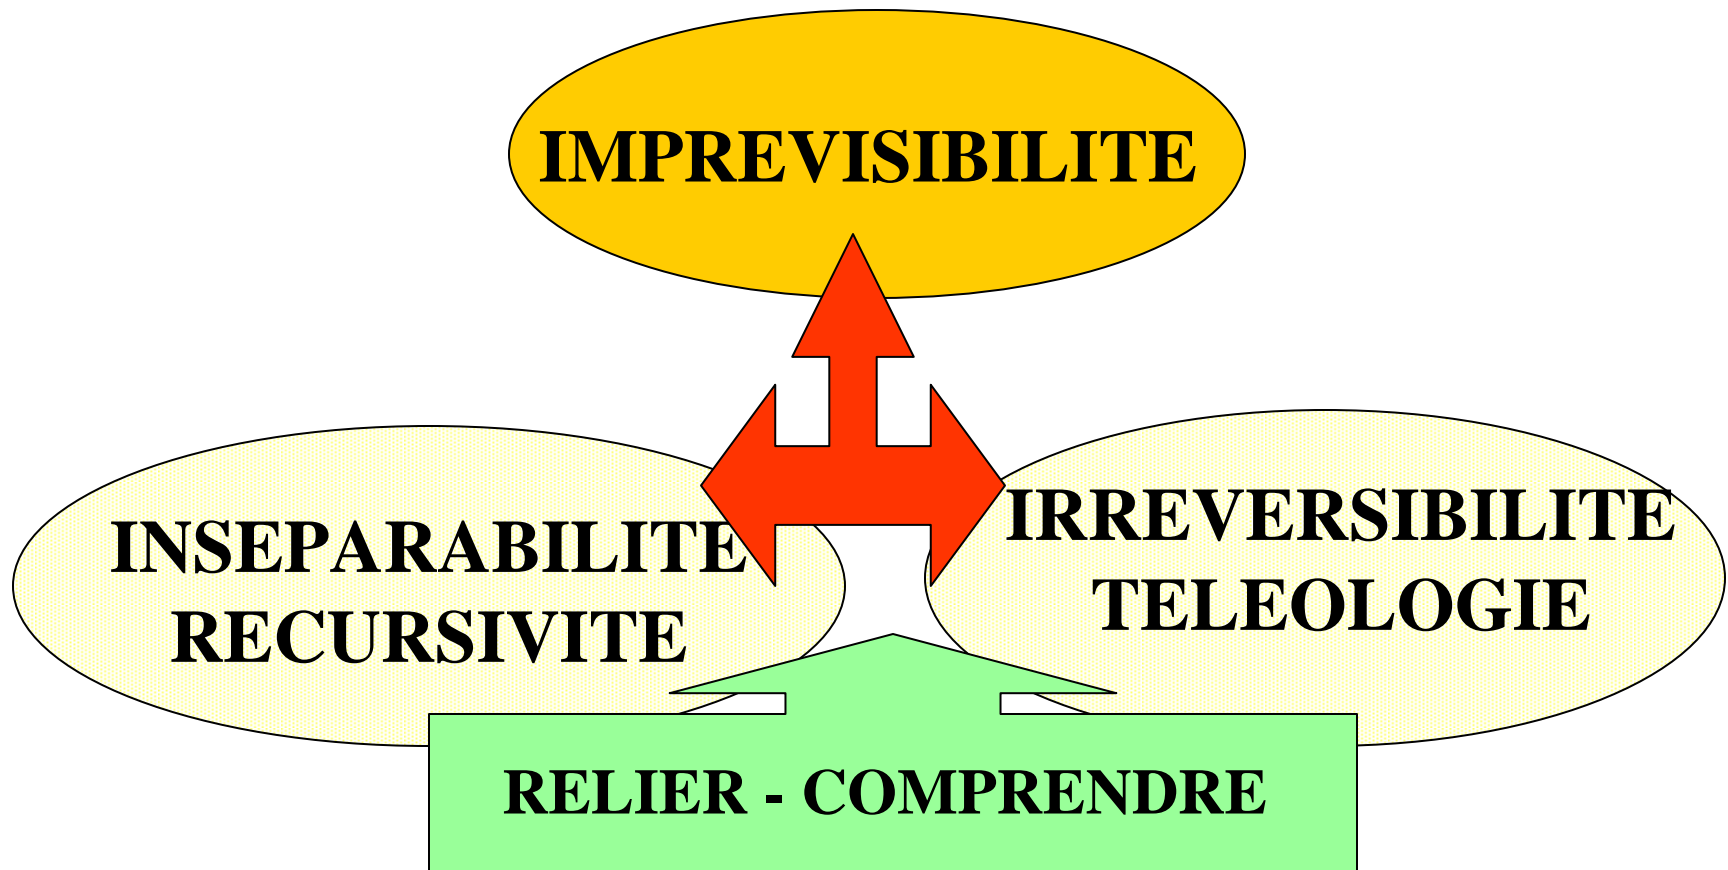 IMPREVISIBILITE
INSEPARABILITE
RECURSIVITE
IRREVERSIBILITE
TELEOLOGIE
RELIER - COMPRENDRE